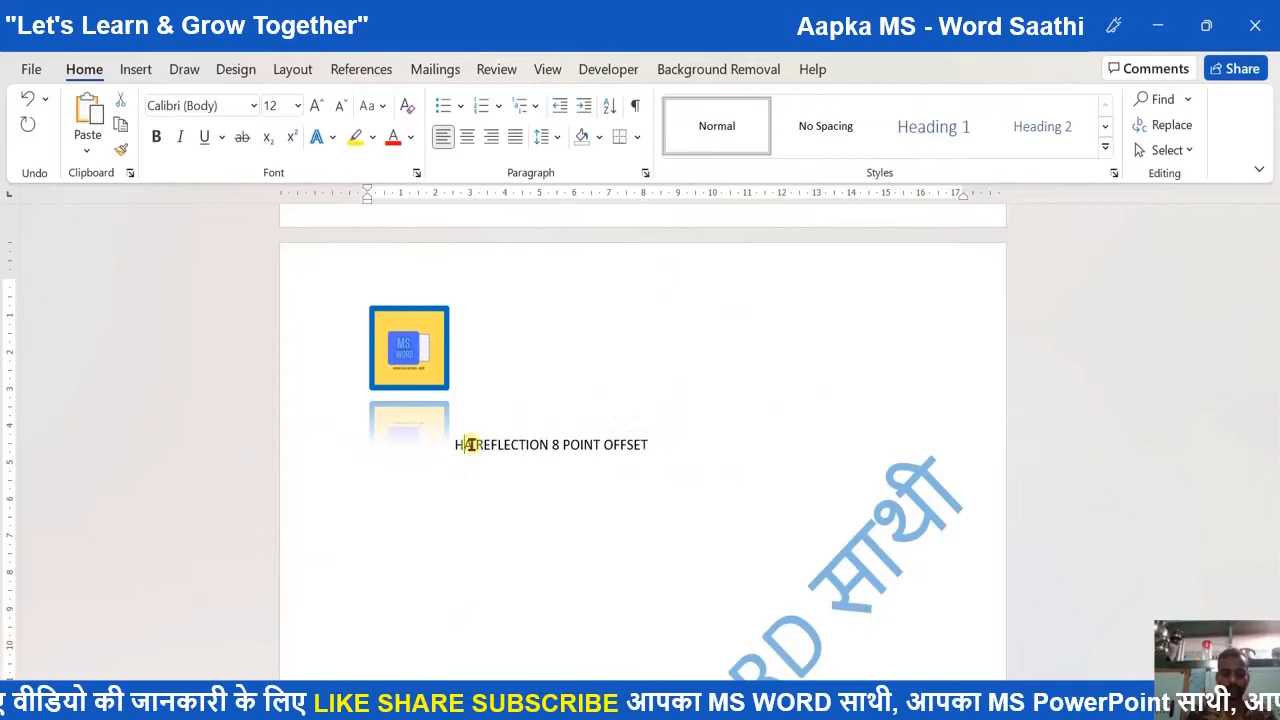 "Let's Learn & Grow Together"
Aapka MS - Word Saathi
File Home Insert Draw Design Layout References Mailings Review View Developer Background Removal Help
Comments Share
Paste
Calibri (Body) 12
Normal
No Spacing
Heading 1
Heading 2
Find
Replace
Select
Undo Clipboard Font Paragraph Styles Editing
MS
WORD
REFLECTION 8 POINT OFFSET
RD साथी
वीडियो की जानकारी के लिए LIKE SHARE SUBSCRIBE आपका MS WORD साथी, आपका MS PowerPoint साथी,